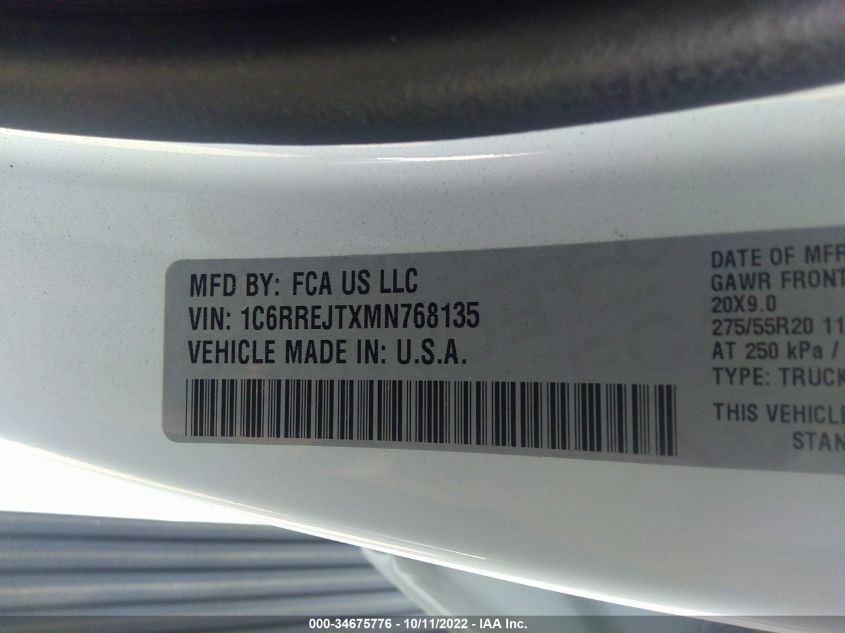 MFD BY: FCA US LLC
VIN: 1C6RREJTXMN768135
VEHICLE MADE IN: U.S.A.
DATE OF MFR
GAWR FRONT
20X9.0
275/55R20 11
AT 250 kPa /
TYPE: TRUCK
THIS VEHICLE
STAN
000-34675776 - 10/11/2022 - IAA Inc.